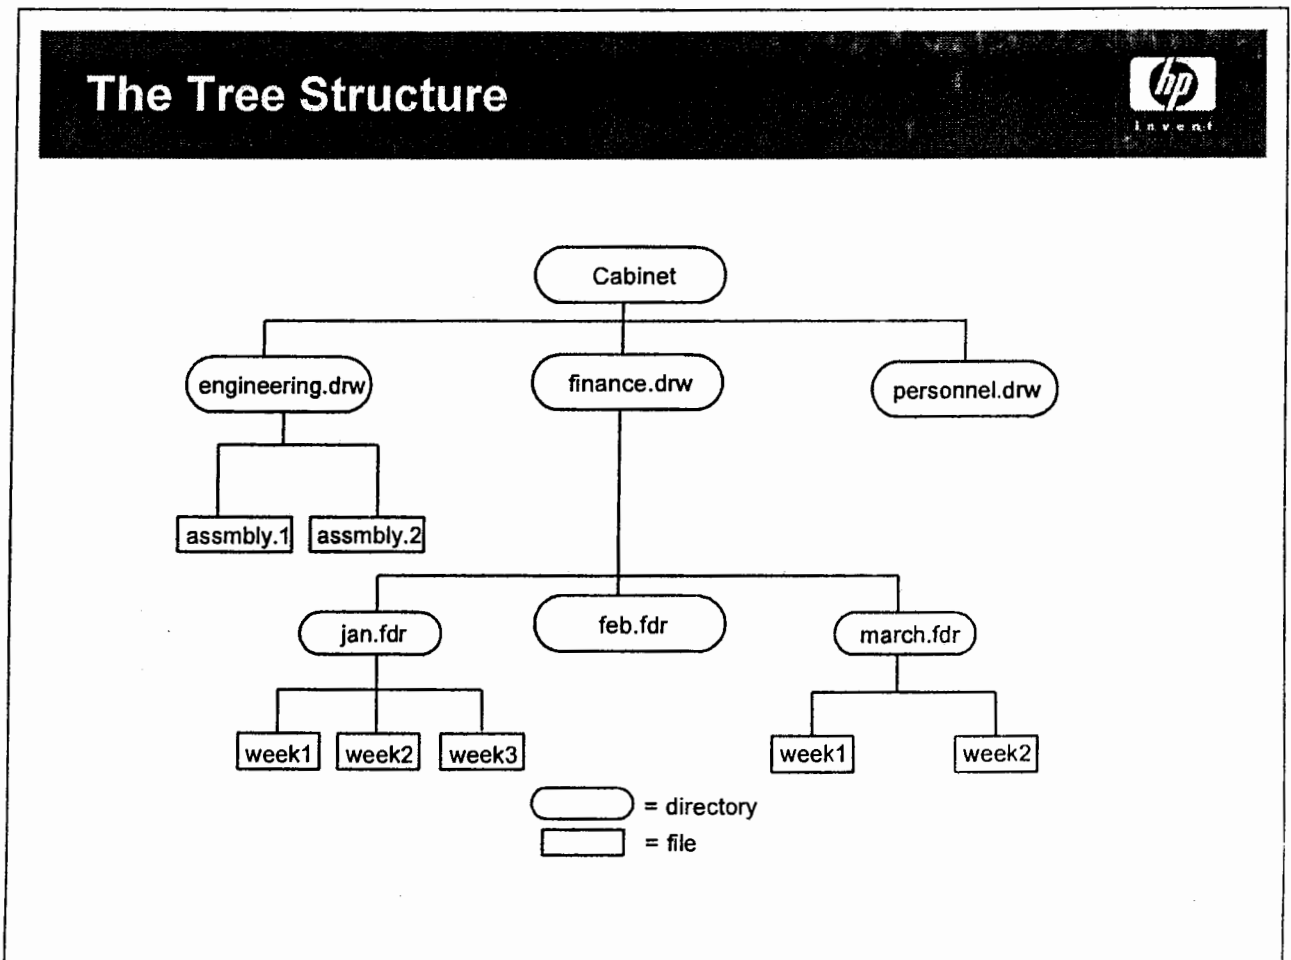 The Tree Structure
hp
invent
Cabinet
engineering.drw
finance.drw
personnel.drw
assmbly.1
assmbly.2
jan.fdr
feb.fdr
march.fdr
week1
week2
week3
week1
week2
= directory
= file